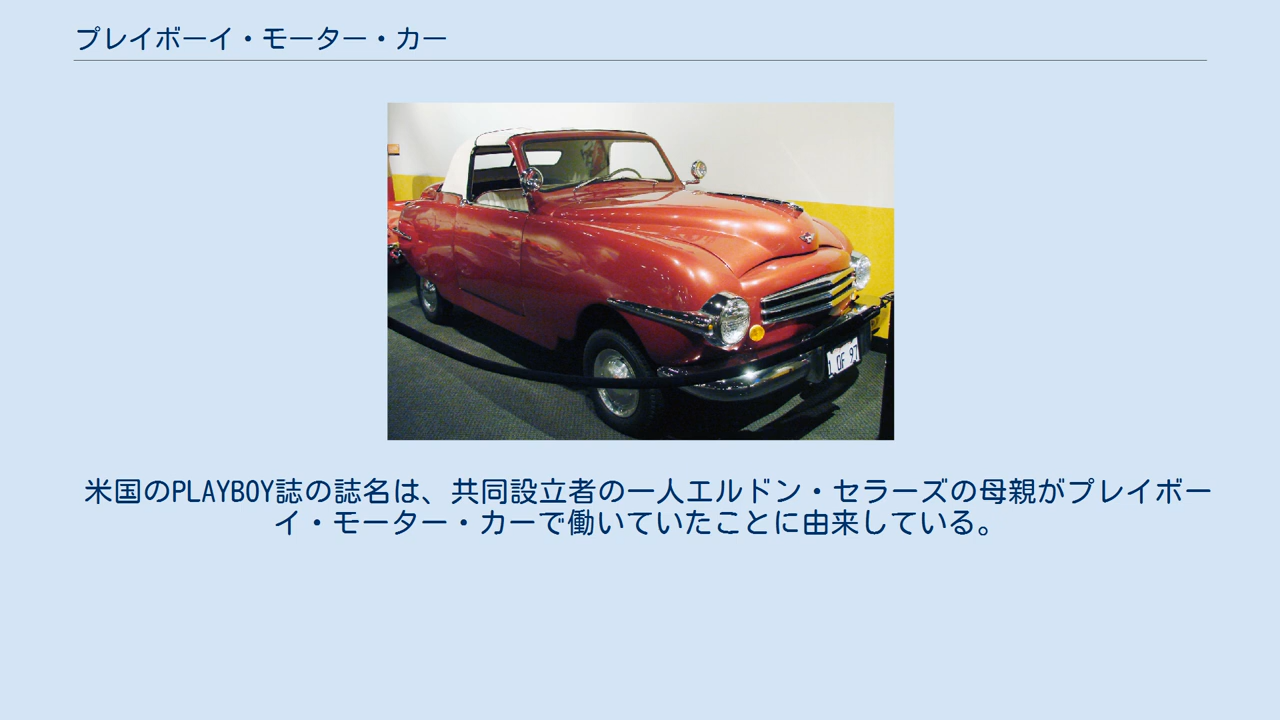 プレイボーイ・モーター・カー
1 OF 97
米国のPLAYBOY誌の誌名は、共同設立者の一人エルドン・セラーズの母親がプレイボー
イ・モーター・カーで働いていたことに由来している。